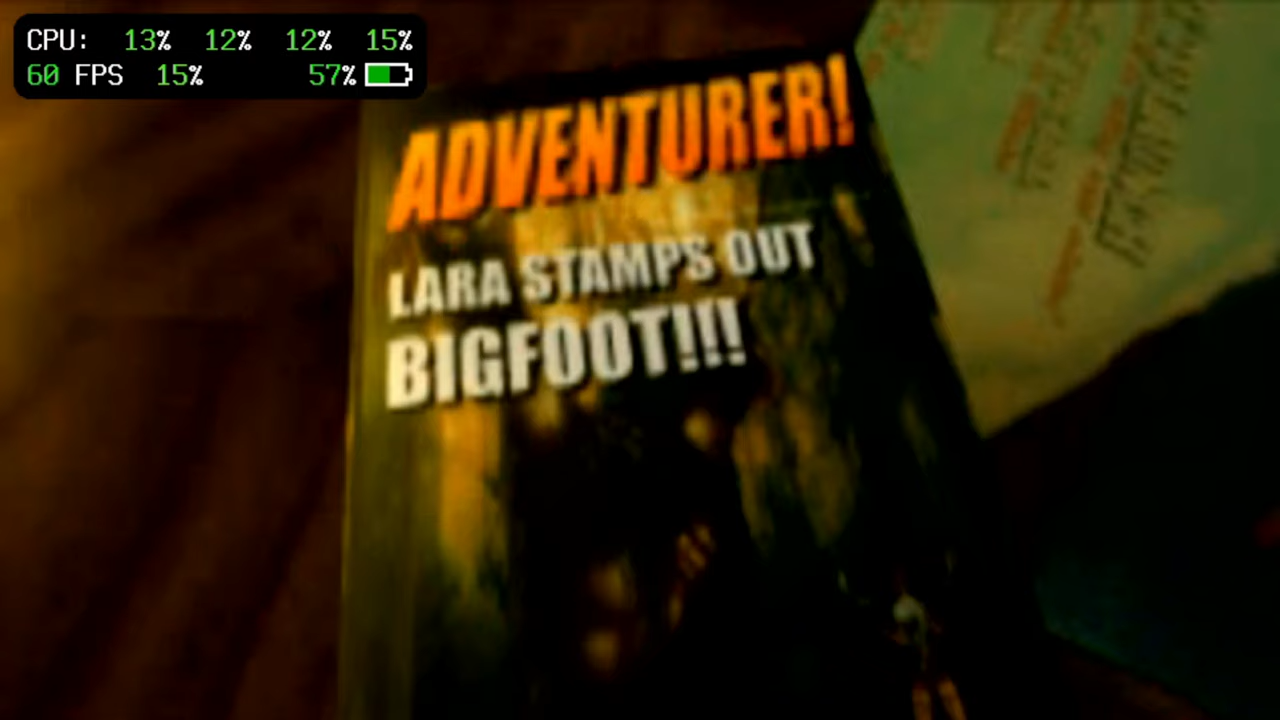 CPU: 13% 12% 12% 15%
60 FPS 15% 57%
ADVENTURER!
LARA STAMPS OUT
BIGFOOT!!!